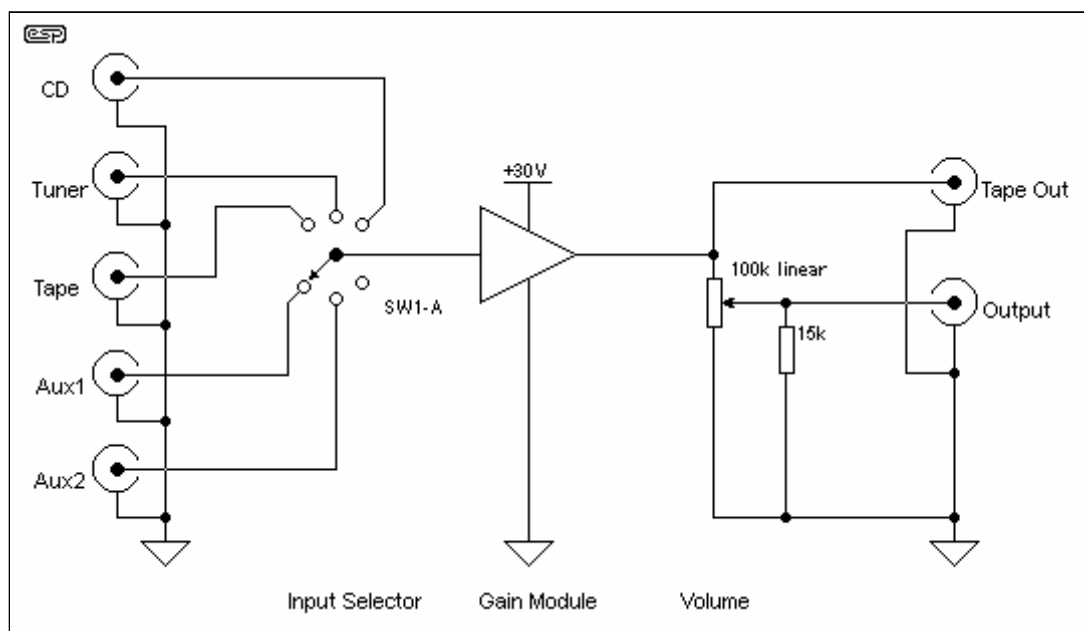 esp
CD
Tuner
Tape
Aux1
Aux2
SW1-A
+30V
100k linear
15k
Tape Out
Output
Input Selector
Gain Module
Volume